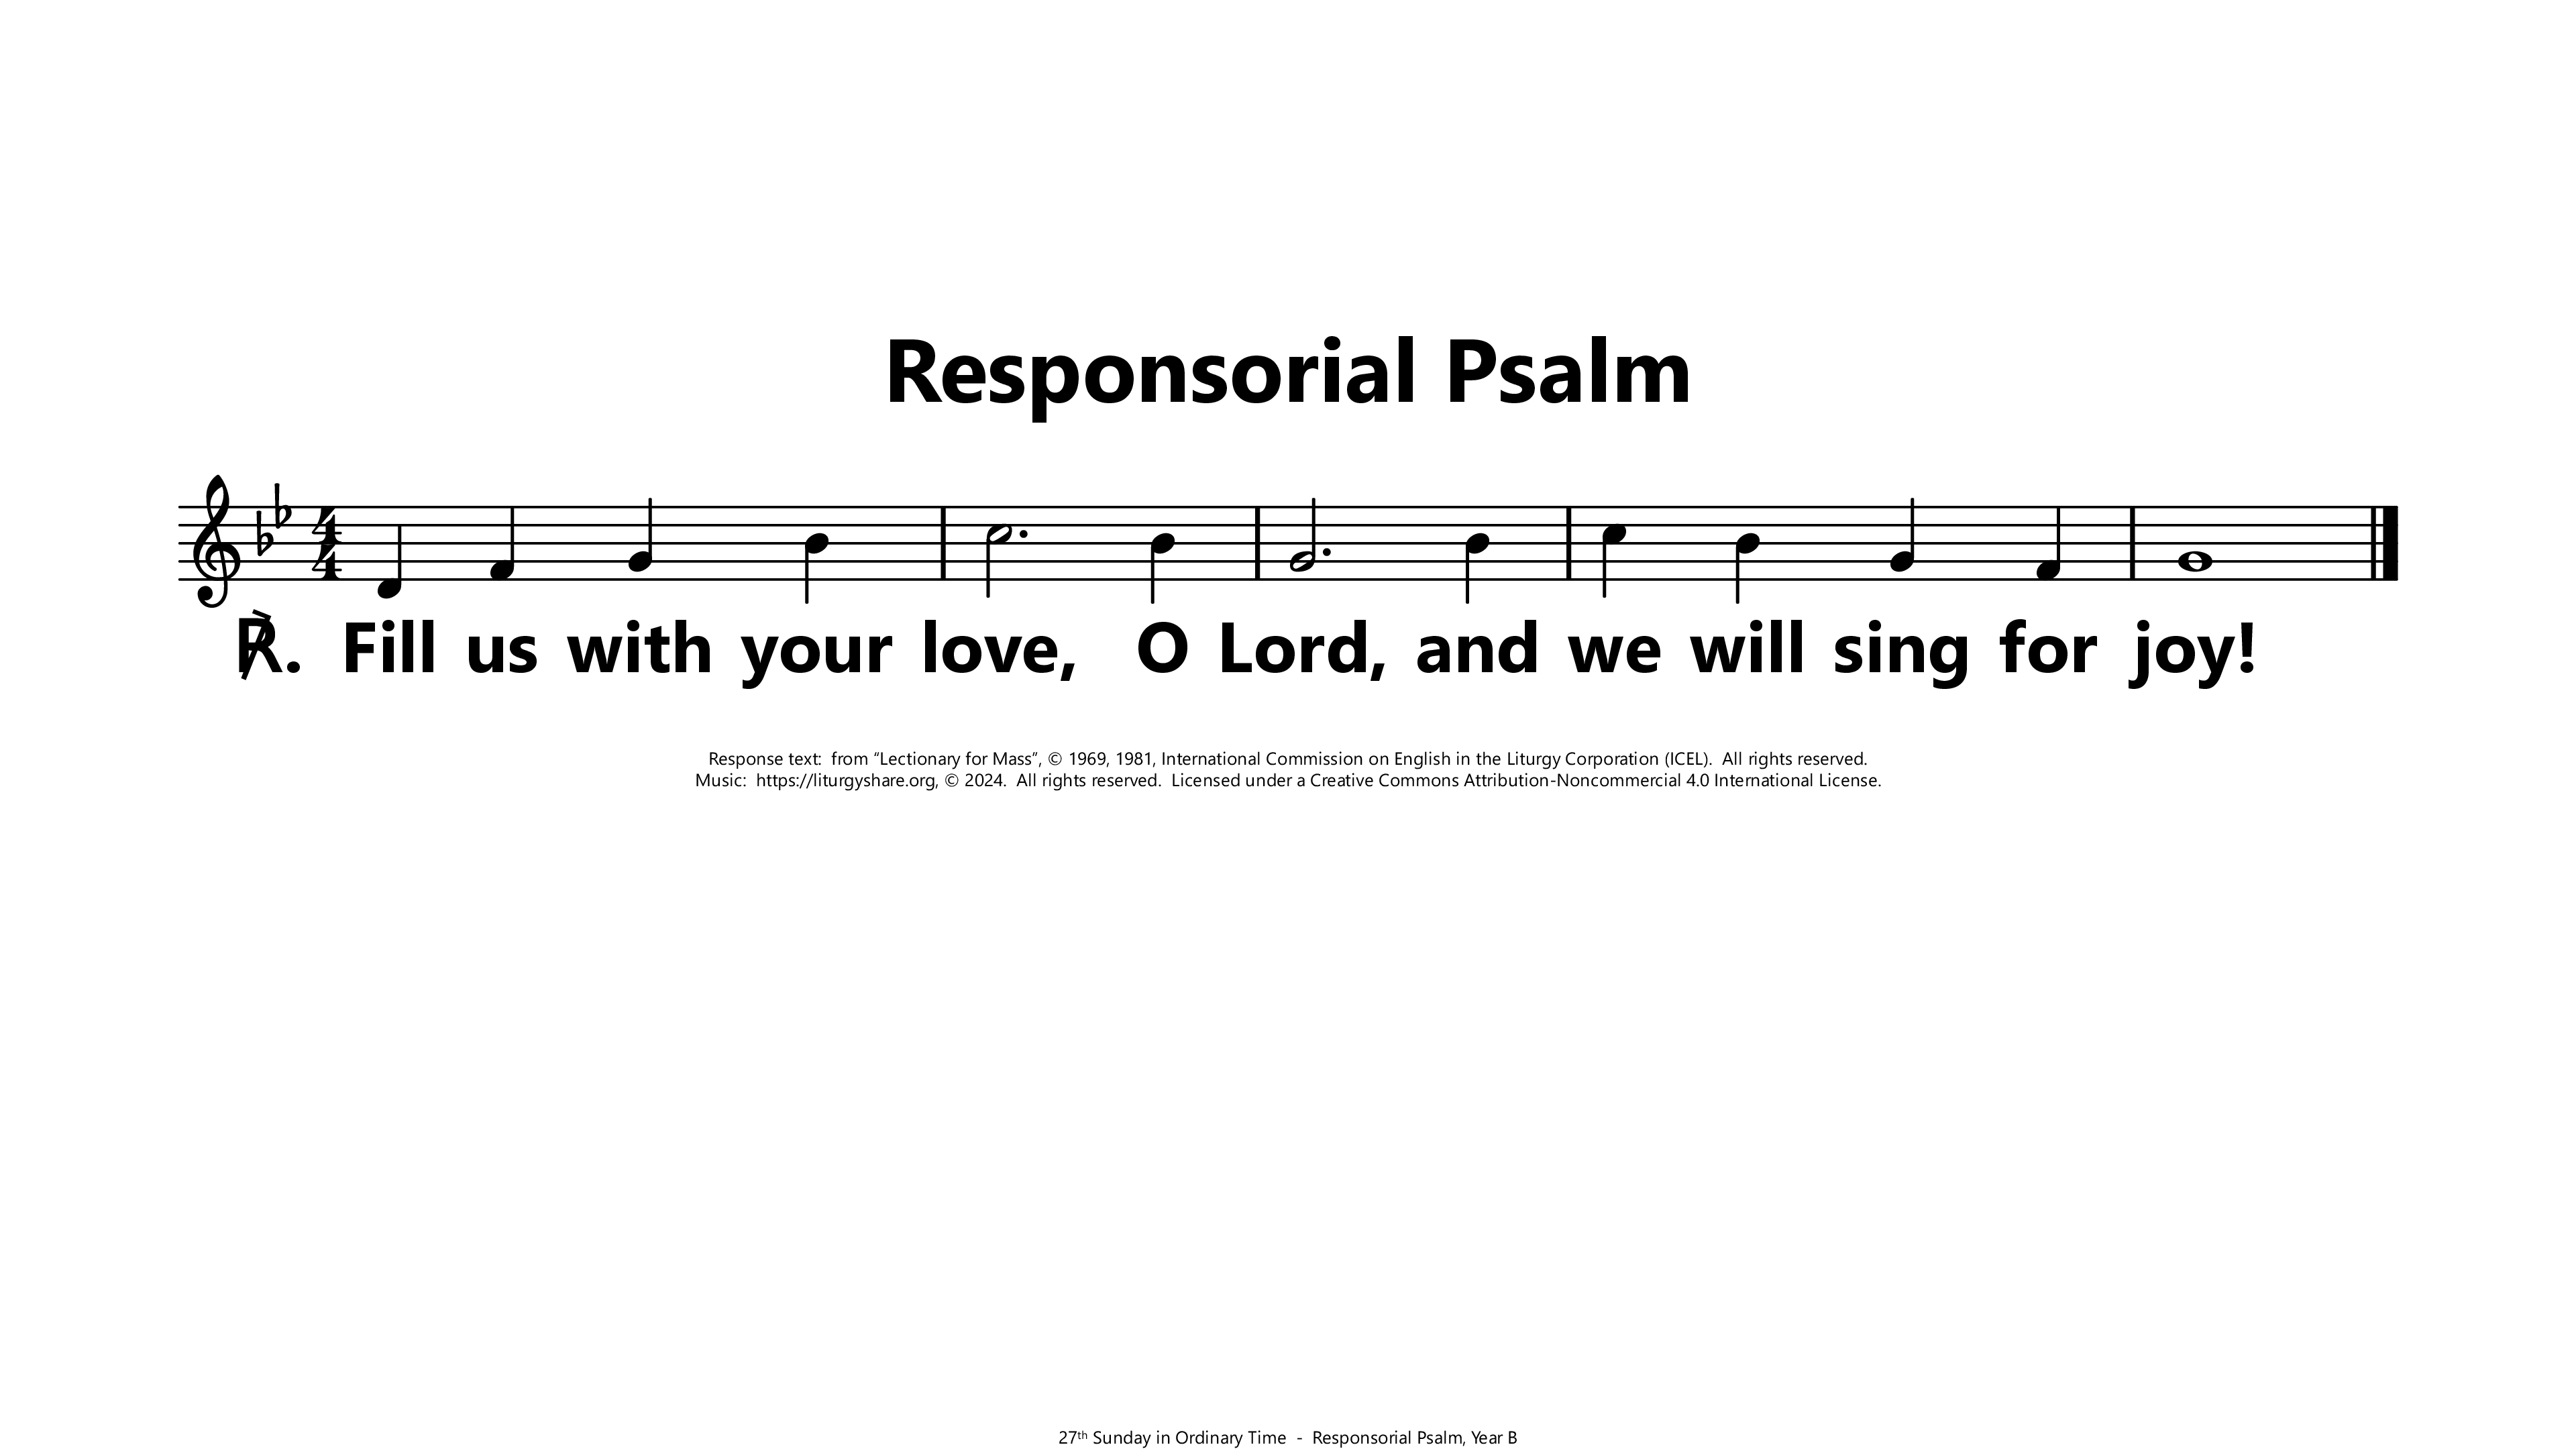 Responsorial Psalm
4
4
℟. Fill us with your love, O Lord, and we will sing for joy!
Response text: from “Lectionary for Mass”, © 1969, 1981, International Commission on English in the Liturgy Corporation (ICEL). All rights reserved.
Music: https://liturgyshare.org, © 2024. All rights reserved. Licensed under a Creative Commons Attribution-Noncommercial 4.0 International License.
27th Sunday in Ordinary Time - Responsorial Psalm, Year B